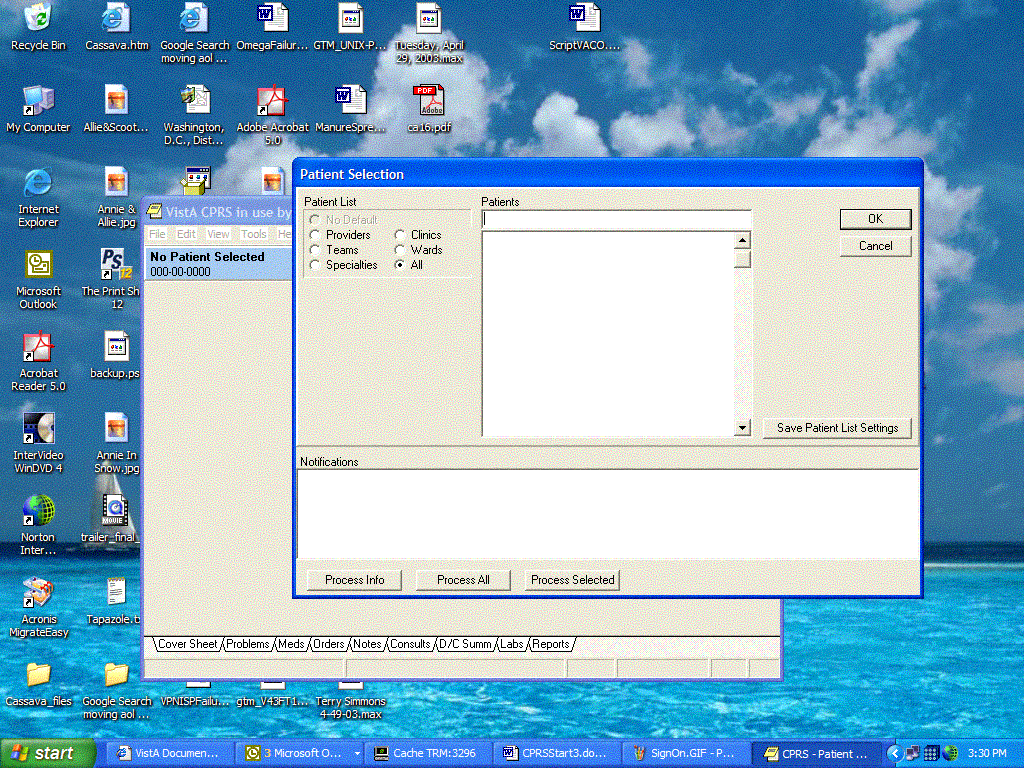 Recycle Bin
Cassava.htm
Google Search
moving aol ...
OmegaFailur...
GTM_UNIX-P...
Tuesday, April
29, 2003.max
ScriptVACO....
My Computer
Allie&Scoot...
Washington,
D.C., Dist...
Adobe Acrobat
5.0
ManureSpre...
PDF
Adobe
ca16.pdf
Internet
Explorer
Annie &
Allie.jpg
Microsoft
Outlook
PS
12
The Print Sh
12
Acrobat
Reader 5.0
backup.ps
InterVideo
WinDVD 4
Annie In
Snow.jpg
Norton
Inter...
MOVIE
trailer_final_
Acronis
MigrateEasy
Tapazole.t
Cassava_files
Google Search
moving aol ...
VPNISPFailu...
gtm_V43FT1...
Terry Simmons
4-49-03.max
VistA CPRS in use by
File Edit View Tools He
No Patient Selected
000-00-0000
Patient Selection
Patient List
No Default
Providers
Clinics
Teams
Wards
Specialties
All
Patients
OK
Cancel
Save Patient List Settings
Notifications
Process Info
Process All
Process Selected
Cover Sheet Problems Meds Orders Notes Consults D/C Summ Labs Reports
start
VistA Documen...
3 Microsoft O...
Cache TRM:3296
CPRSStart3.do...
SignOn.GIF - P...
CPRS - Patient ...
3:30 PM